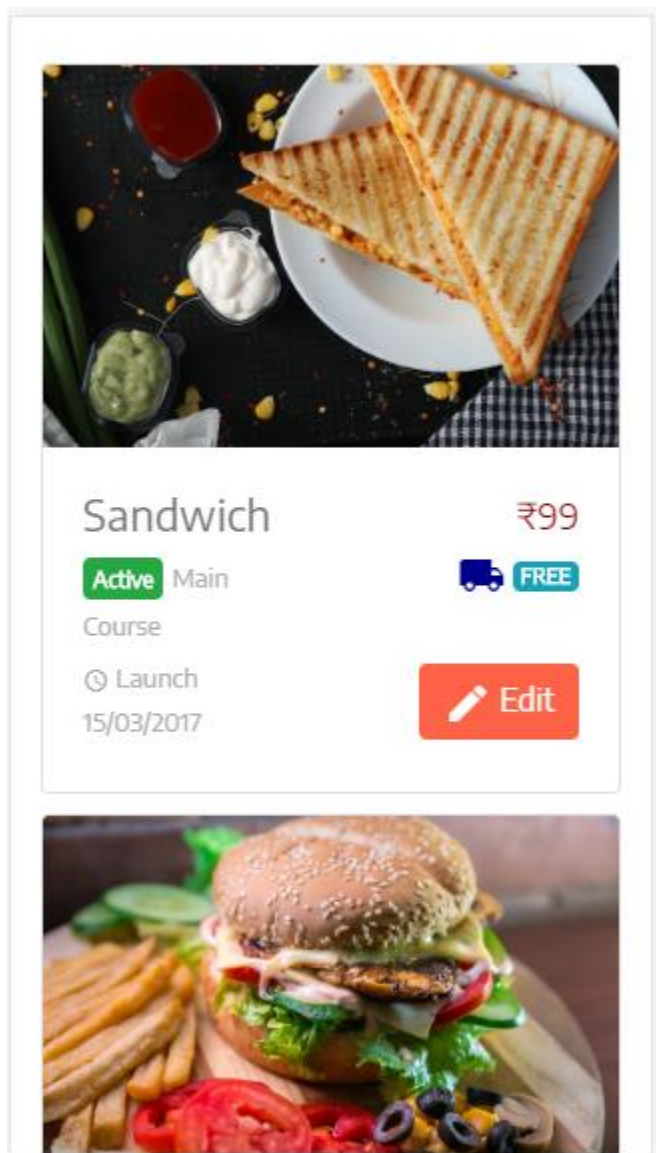 Sandwich ₹99
Active Main FREE
Course
Launch
15/03/2017
Edit